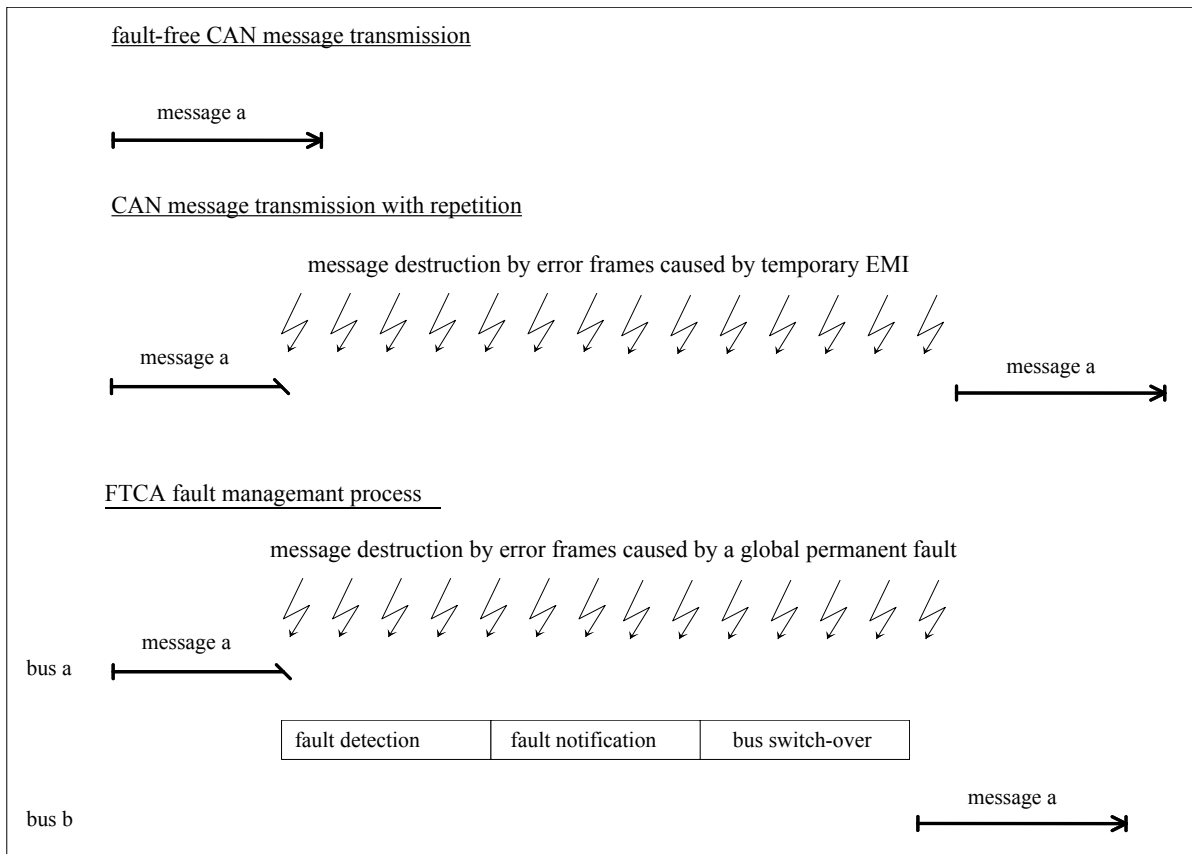 fault-free CAN message transmission
message a
CAN message transmission with repetition
message destruction by error frames caused by temporary EMI
message a
message a
FTCA fault managemant process
message destruction by error frames caused by a global permanent fault
message a
bus a
fault detection
fault notification
bus switch-over
message a
bus b